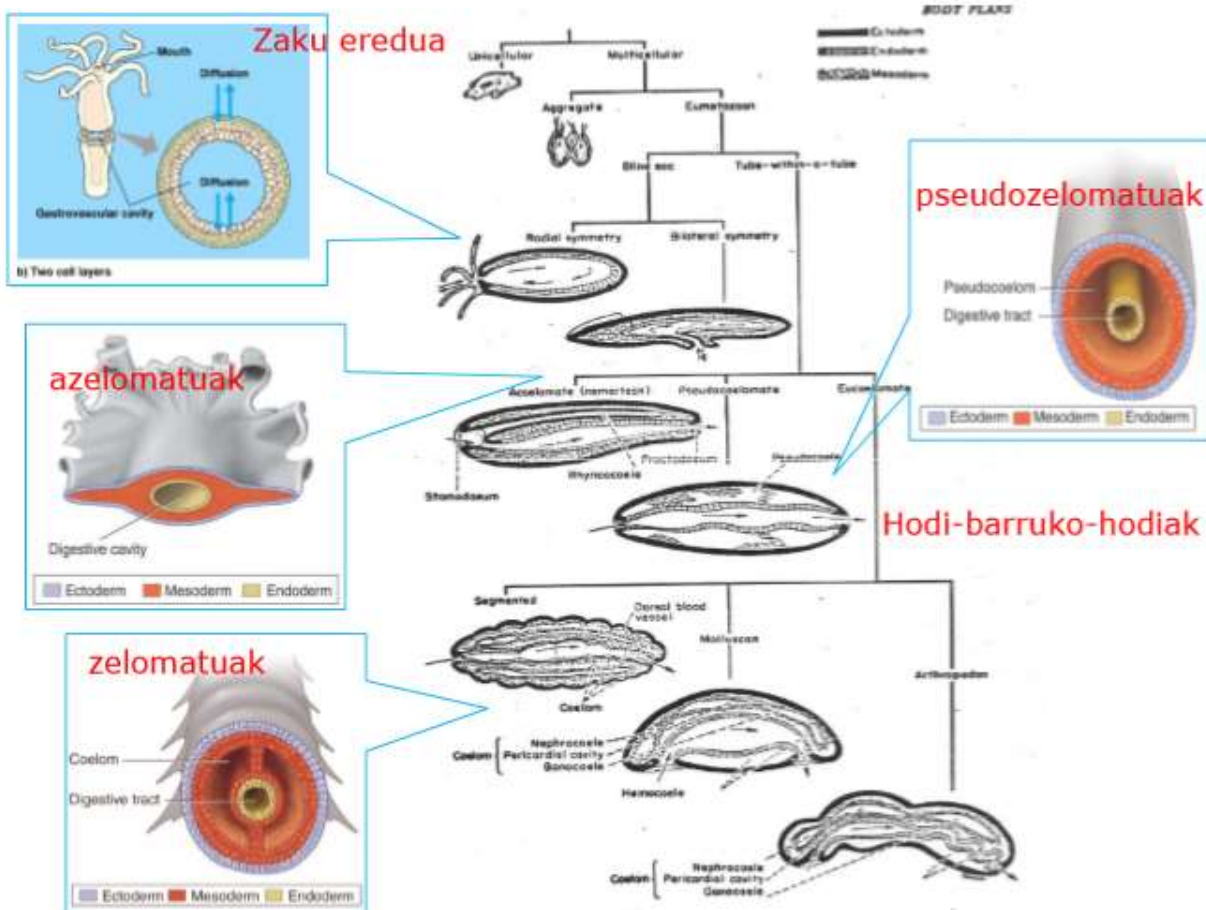 BODY PLANS
Ectoderm
Endoderm
Mesoderm
Zaku eredua
Mouth
Diffusion
Diffusion
Gastrovascular cavity
b) Two cell layers
Unicellular
Multicellular
Aggregate
Eumetazoan
Blind sac
Tube-within-a-tube
Radial symmetry
Bilateral symmetry
pseudozelomatuak
Pseudocoelom
Digestive tract
Ectoderm Mesoderm Endoderm
azelomatuak
Digestive cavity
Ectoderm Mesoderm Endoderm
Acoelomate (nemertean)
Pseudocoelomate
Eucoelomate
Proctodaeum
Rhyncocoele
Stomodaeum
Pseudocoele
Hodi-barruko-hodiak
Segmented
Dorsal blood
vessel
Molluscan
Arthropodan
Coelom
zelomatuak
Coelom
Digestive tract
Ectoderm Mesoderm Endoderm
Coelom
Nephrocoele
Pericardial cavity
Gonocoele
Hemocoele
Coelom
Nephrocoele
Pericardial cavity
Gonocoele